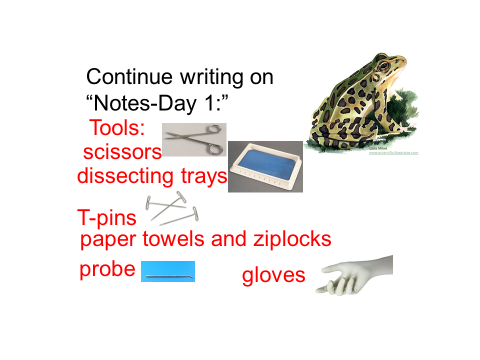 Continue writing on
“Notes-Day 1:”
Tools:
scissors
dissecting trays
T-pins
paper towels and ziplocks
probe
gloves